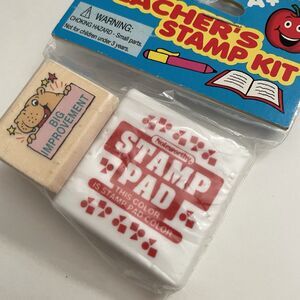 TEACHER'S
A+
STAMP KIT
WARNING:
CHOKING HAZARD - Small parts.
Not for children under 3 years.
BIG
IMPROVEMENT
STAMP
PAD
THIS COLOR
IS STAMP PAD COLOR